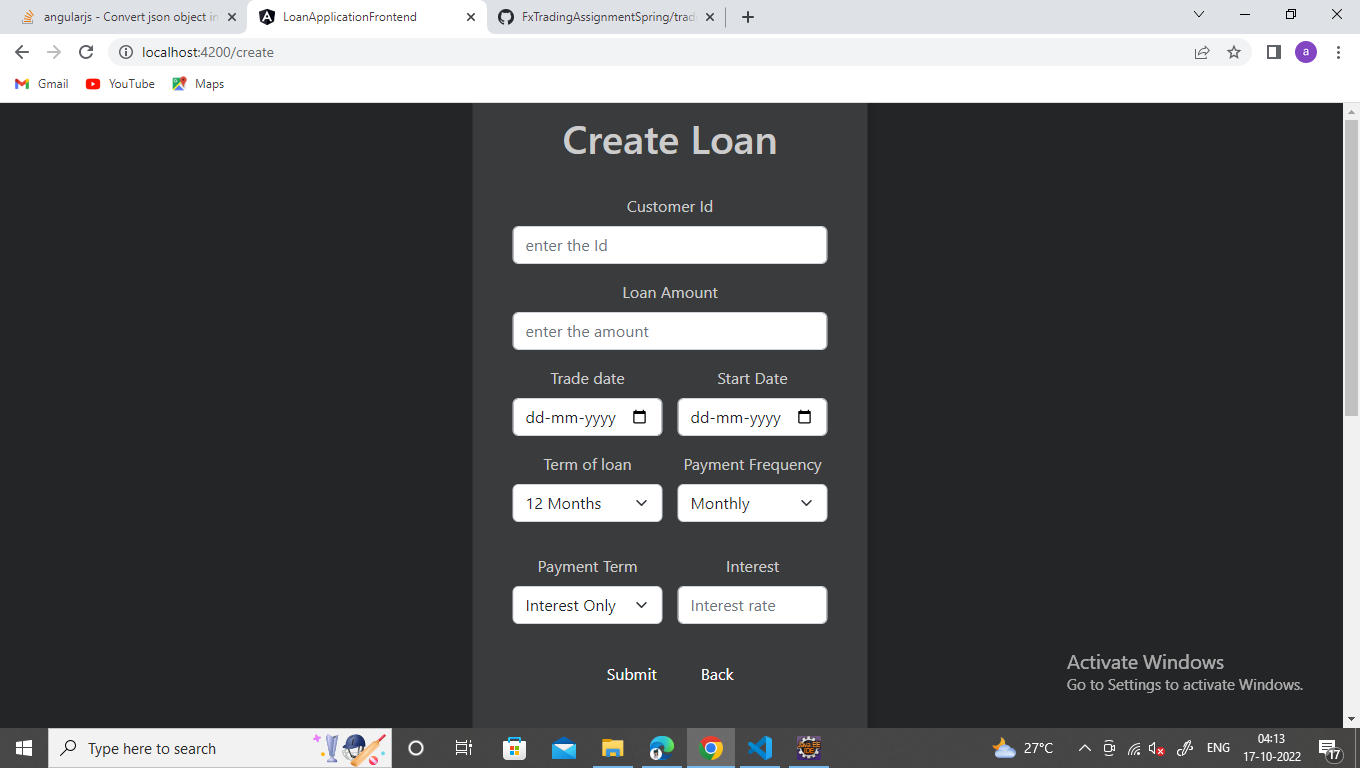 angularjs - Convert json object in
LoanApplicationFrontend
FxTradingAssignmentSpring/trad
localhost:4200/create
a
Gmail
YouTube
Maps
Create Loan
Customer Id
enter the Id
Loan Amount
enter the amount
Trade date
Start Date
dd-mm-yyyy
dd-mm-yyyy
Term of loan
Payment Frequency
12 Months
Monthly
Payment Term
Interest
Interest Only
Interest rate
Submit
Back
Activate Windows
Go to Settings to activate Windows.
Type here to search
Java EE
IDE
27°C
ENG
04:13
17-10-2022
17